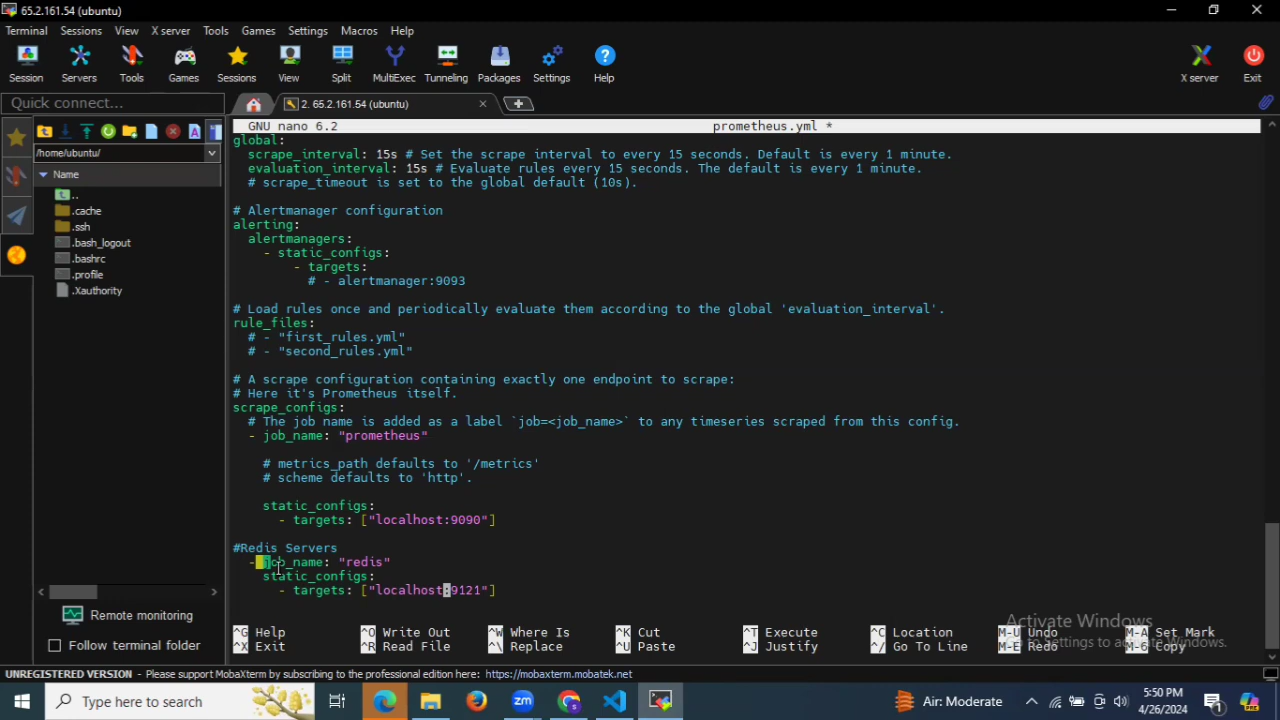 65.2.161.54 (ubuntu)
Terminal Sessions View X server Tools Games Settings Macros Help
Session Servers Tools Games Sessions View Split MultiExec Tunneling Packages Settings Help X server Exit
Quick connect...
2. 65.2.161.54 (ubuntu)
/home/ubuntu/
Name
..
.cache
.ssh
.bash_logout
.bashrc
.profile
.Xauthority
Remote monitoring
Follow terminal folder
GNU nano 6.2 prometheus.yml *
global:
scrape_interval: 15s # Set the scrape interval to every 15 seconds. Default is every 1 minute.
evaluation_interval: 15s # Evaluate rules every 15 seconds. The default is every 1 minute.
# scrape_timeout is set to the global default (10s).
# Alertmanager configuration
alerting:
alertmanagers:
- static_configs:
- targets:
# - alertmanager:9093
# Load rules once and periodically evaluate them according to the global 'evaluation_interval'.
rule_files:
# - "first_rules.yml"
# - "second_rules.yml"
# A scrape configuration containing exactly one endpoint to scrape:
# Here it's Prometheus itself.
scrape_configs:
# The job name is added as a label `job=<job_name>` to any timeseries scraped from this config.
- job_name: "prometheus"
# metrics_path defaults to '/metrics'
# scheme defaults to 'http'.
static_configs:
- targets: ["localhost:9090"]
#Redis Servers
- job_name: "redis"
static_configs:
- targets: ["localhost:9121"]
^G Help ^O Write Out ^W Where Is ^K Cut ^T Execute ^C Location M-U Undo M-A Set Mark
^X Exit ^R Read File ^\ Replace ^U Paste ^J Justify ^/ Go To Line M-E Redo M-6 Copy
Activate Windows
Go to Settings to activate Windows.
UNREGISTERED VERSION - Please support MobaXterm by subscribing to the professional edition here: https://mobaxterm.mobatek.net
Type here to search
Air: Moderate
5:50 PM
4/26/2024
1